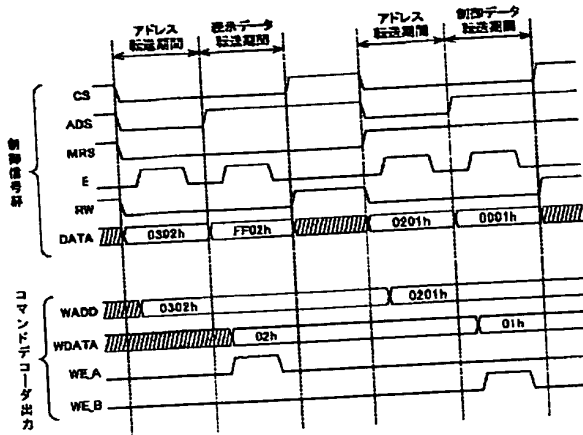 アドレス 表示データ アドレス 制御データ
転送期間 転送期間 転送期間 転送期間
制御信号群
CS
ADS
MRS
E
RW
DATA 0302h FF02h 0201h 0001h
コマンドデコーダ出力
WADD 0302h 0201h
WDATA 02h 01h
WE_A
WE_B